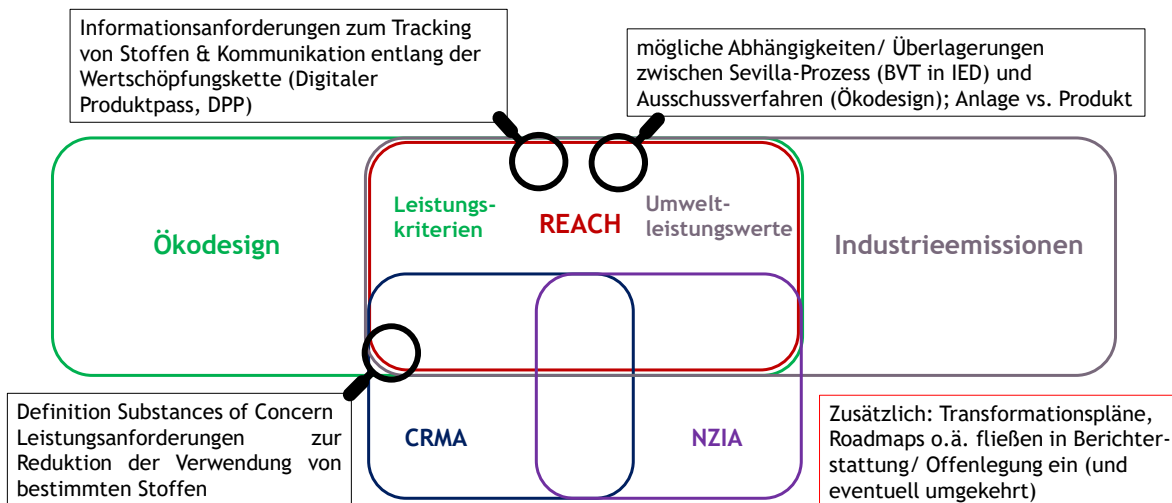 Informationsanforderungen zum Tracking
von Stoffen & Kommunikation entlang der
Wertschöpfungskette (Digitaler
Produktpass, DPP)
mögliche Abhängigkeiten/ Überlagerungen
zwischen Sevilla-Prozess (BVT in IED) und
Ausschussverfahren (Ökodesign); Anlage vs. Produkt
Ökodesign
Leistungs-
kriterien
REACH
Umwelt-
leistungswerte
Industrieemissionen
Definition Substances of Concern
Leistungsanforderungen zur
Reduktion der Verwendung von
bestimmten Stoffen
CRMA
NZIA
Zusätzlich: Transformationspläne,
Roadmaps o.ä. fließen in Berichter-
stattung/ Offenlegung ein (und
eventuell umgekehrt)